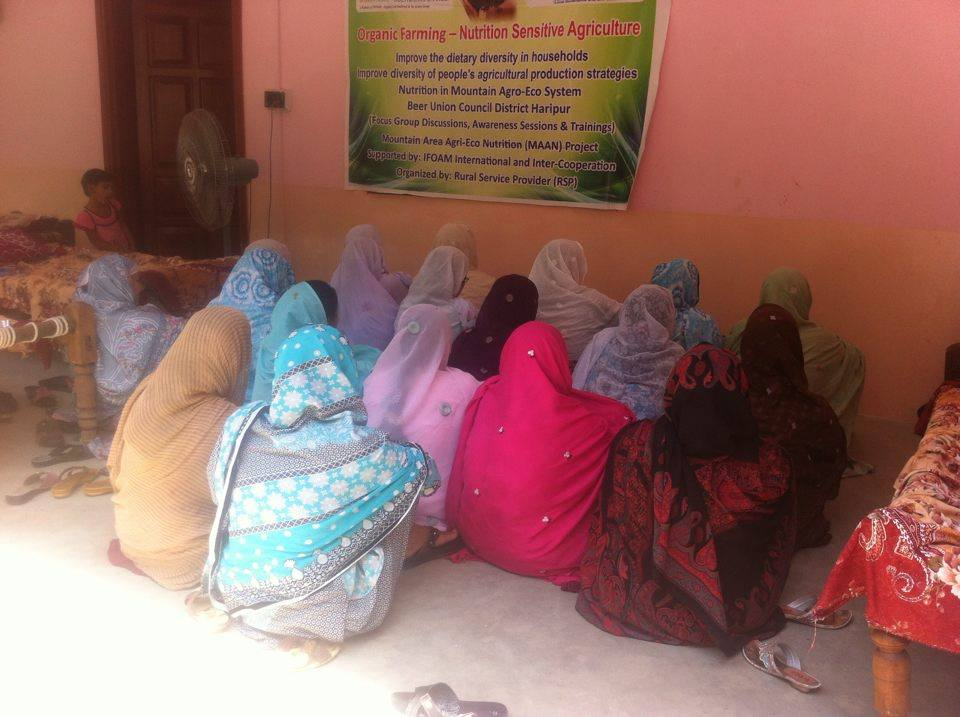 Organic Farming – Nutrition Sensitive Agriculture
Improve the dietary diversity in households
Improve diversity of people's agricultural production strategies
Nutrition in Mountain Agro-Eco System
Beer Union Council District Haripur
(Focus Group Discussions, Awareness Sessions & Trainings)
Mountain Area Agri-Eco Nutrition (MAAN) Project
Supported by: IFOAM International and Inter-Cooperation
Organized by: Rural Service Provider (RSP)